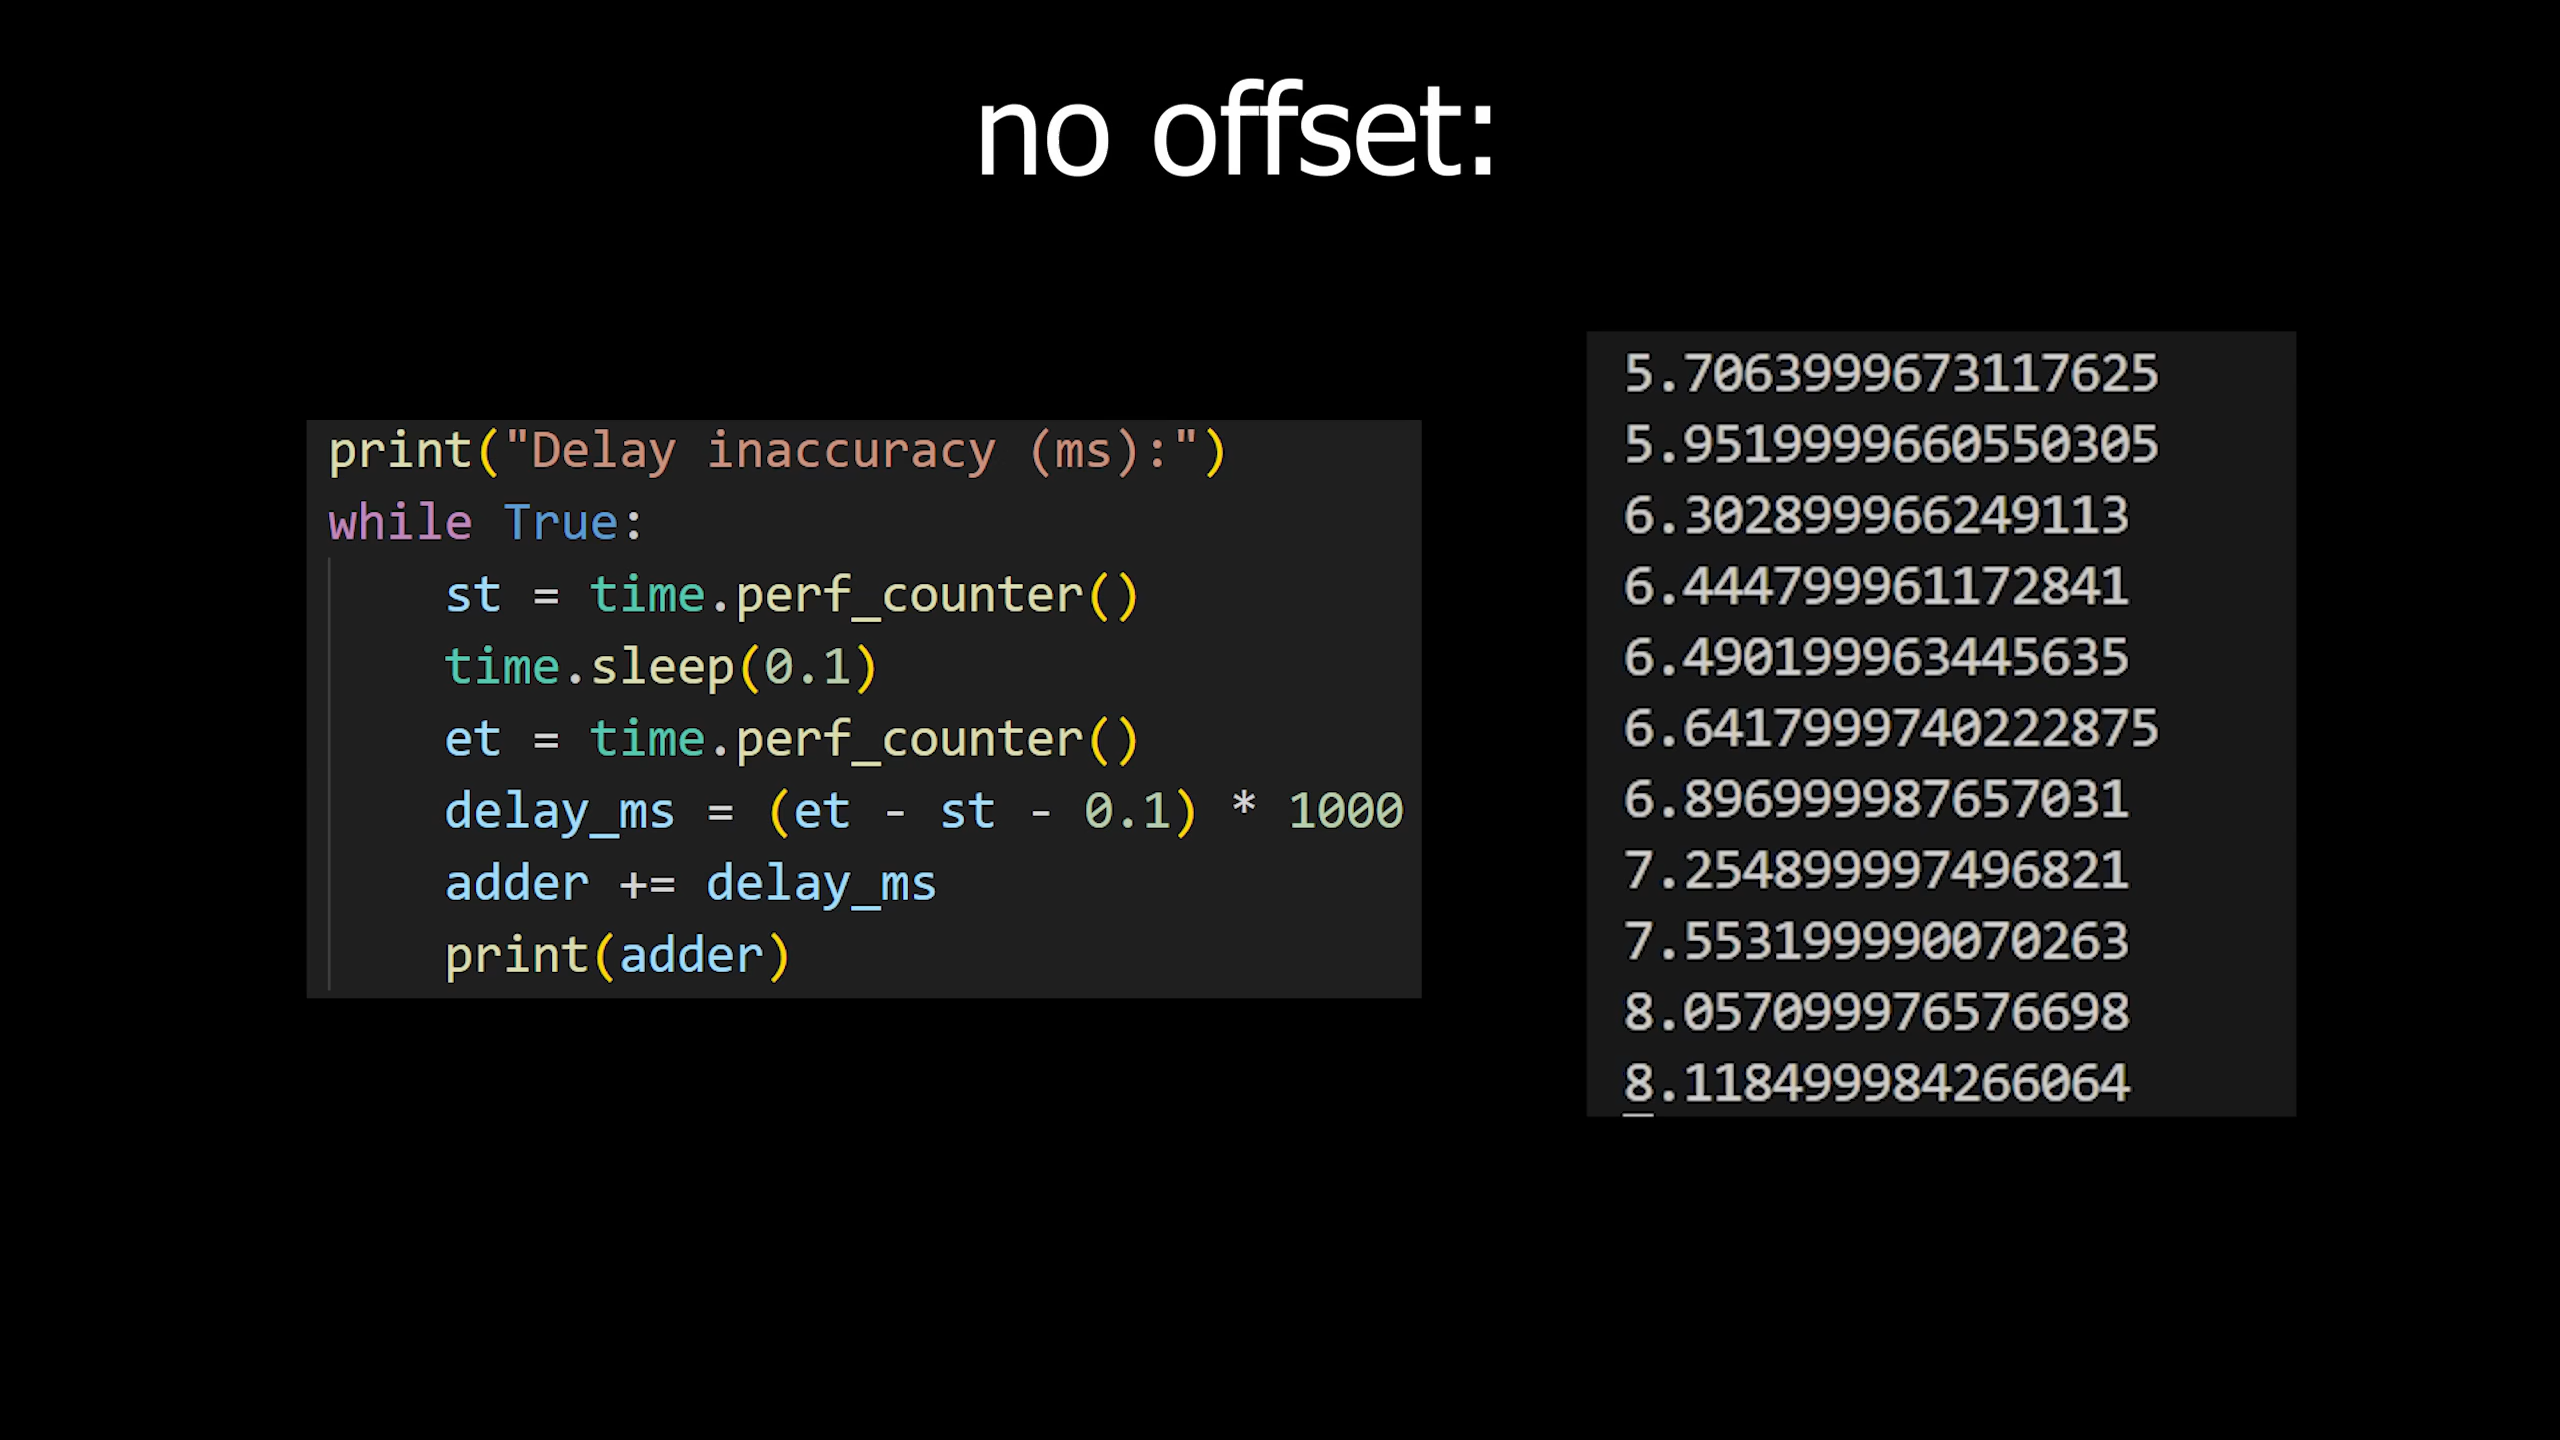 no offset:
print("Delay inaccuracy (ms):")
while True:
    st = time.perf_counter()
    time.sleep(0.1)
    et = time.perf_counter()
    delay_ms = (et - st - 0.1) * 1000
    adder += delay_ms
    print(adder)
5.7063999673117625
5.9519999660550305
6.302899966249113
6.444799961172841
6.490199963445635
6.6417999740222875
6.896999987657031
7.254899997496821
7.553199990070263
8.057099976576698
8.118499984266064